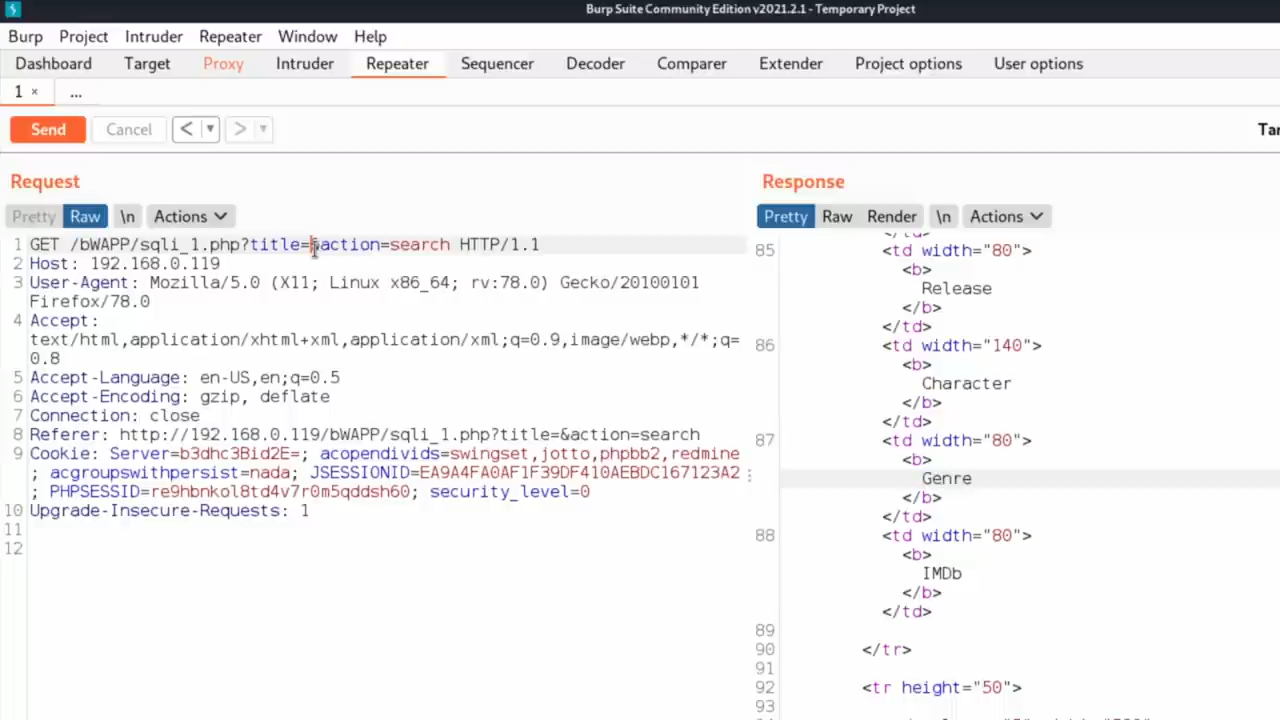 Burp Suite Community Edition v2021.2.1 - Temporary Project
Burp Project Intruder Repeater Window Help
Dashboard Target Proxy Intruder Repeater Sequencer Decoder Comparer Extender Project options User options
1 × ...
Send Cancel < ▼ > ▼
Request
Pretty Raw \n Actions
1 GET /bWAPP/sqli_1.php?title=&action=search HTTP/1.1
2 Host: 192.168.0.119
3 User-Agent: Mozilla/5.0 (X11; Linux x86_64; rv:78.0) Gecko/20100101
Firefox/78.0
4 Accept:
text/html,application/xhtml+xml,application/xml;q=0.9,image/webp,*/*;q=
0.8
5 Accept-Language: en-US,en;q=0.5
6 Accept-Encoding: gzip, deflate
7 Connection: close
8 Referer: http://192.168.0.119/bWAPP/sqli_1.php?title=&action=search
9 Cookie: Server=b3dhc3Bid2E=; acopendivids=swingset,jotto,phpbb2,redmine
; acgroupswithpersist=nada; JSESSIONID=EA9A4FA0AF1F39DF410AEBDC167123A2
; PHPSESSID=re9hbnkol8td4v7r0m5qddsh60; security_level=0
10 Upgrade-Insecure-Requests: 1
11
12
Response
Pretty Raw Render \n Actions
85 <td width="80">
<b>
Release
</b>
</td>
86 <td width="140">
<b>
Character
</b>
</td>
87 <td width="80">
<b>
Genre
</b>
</td>
88 <td width="80">
<b>
IMDb
</b>
</td>
89
90 </tr>
91
92 <tr height="50">
93